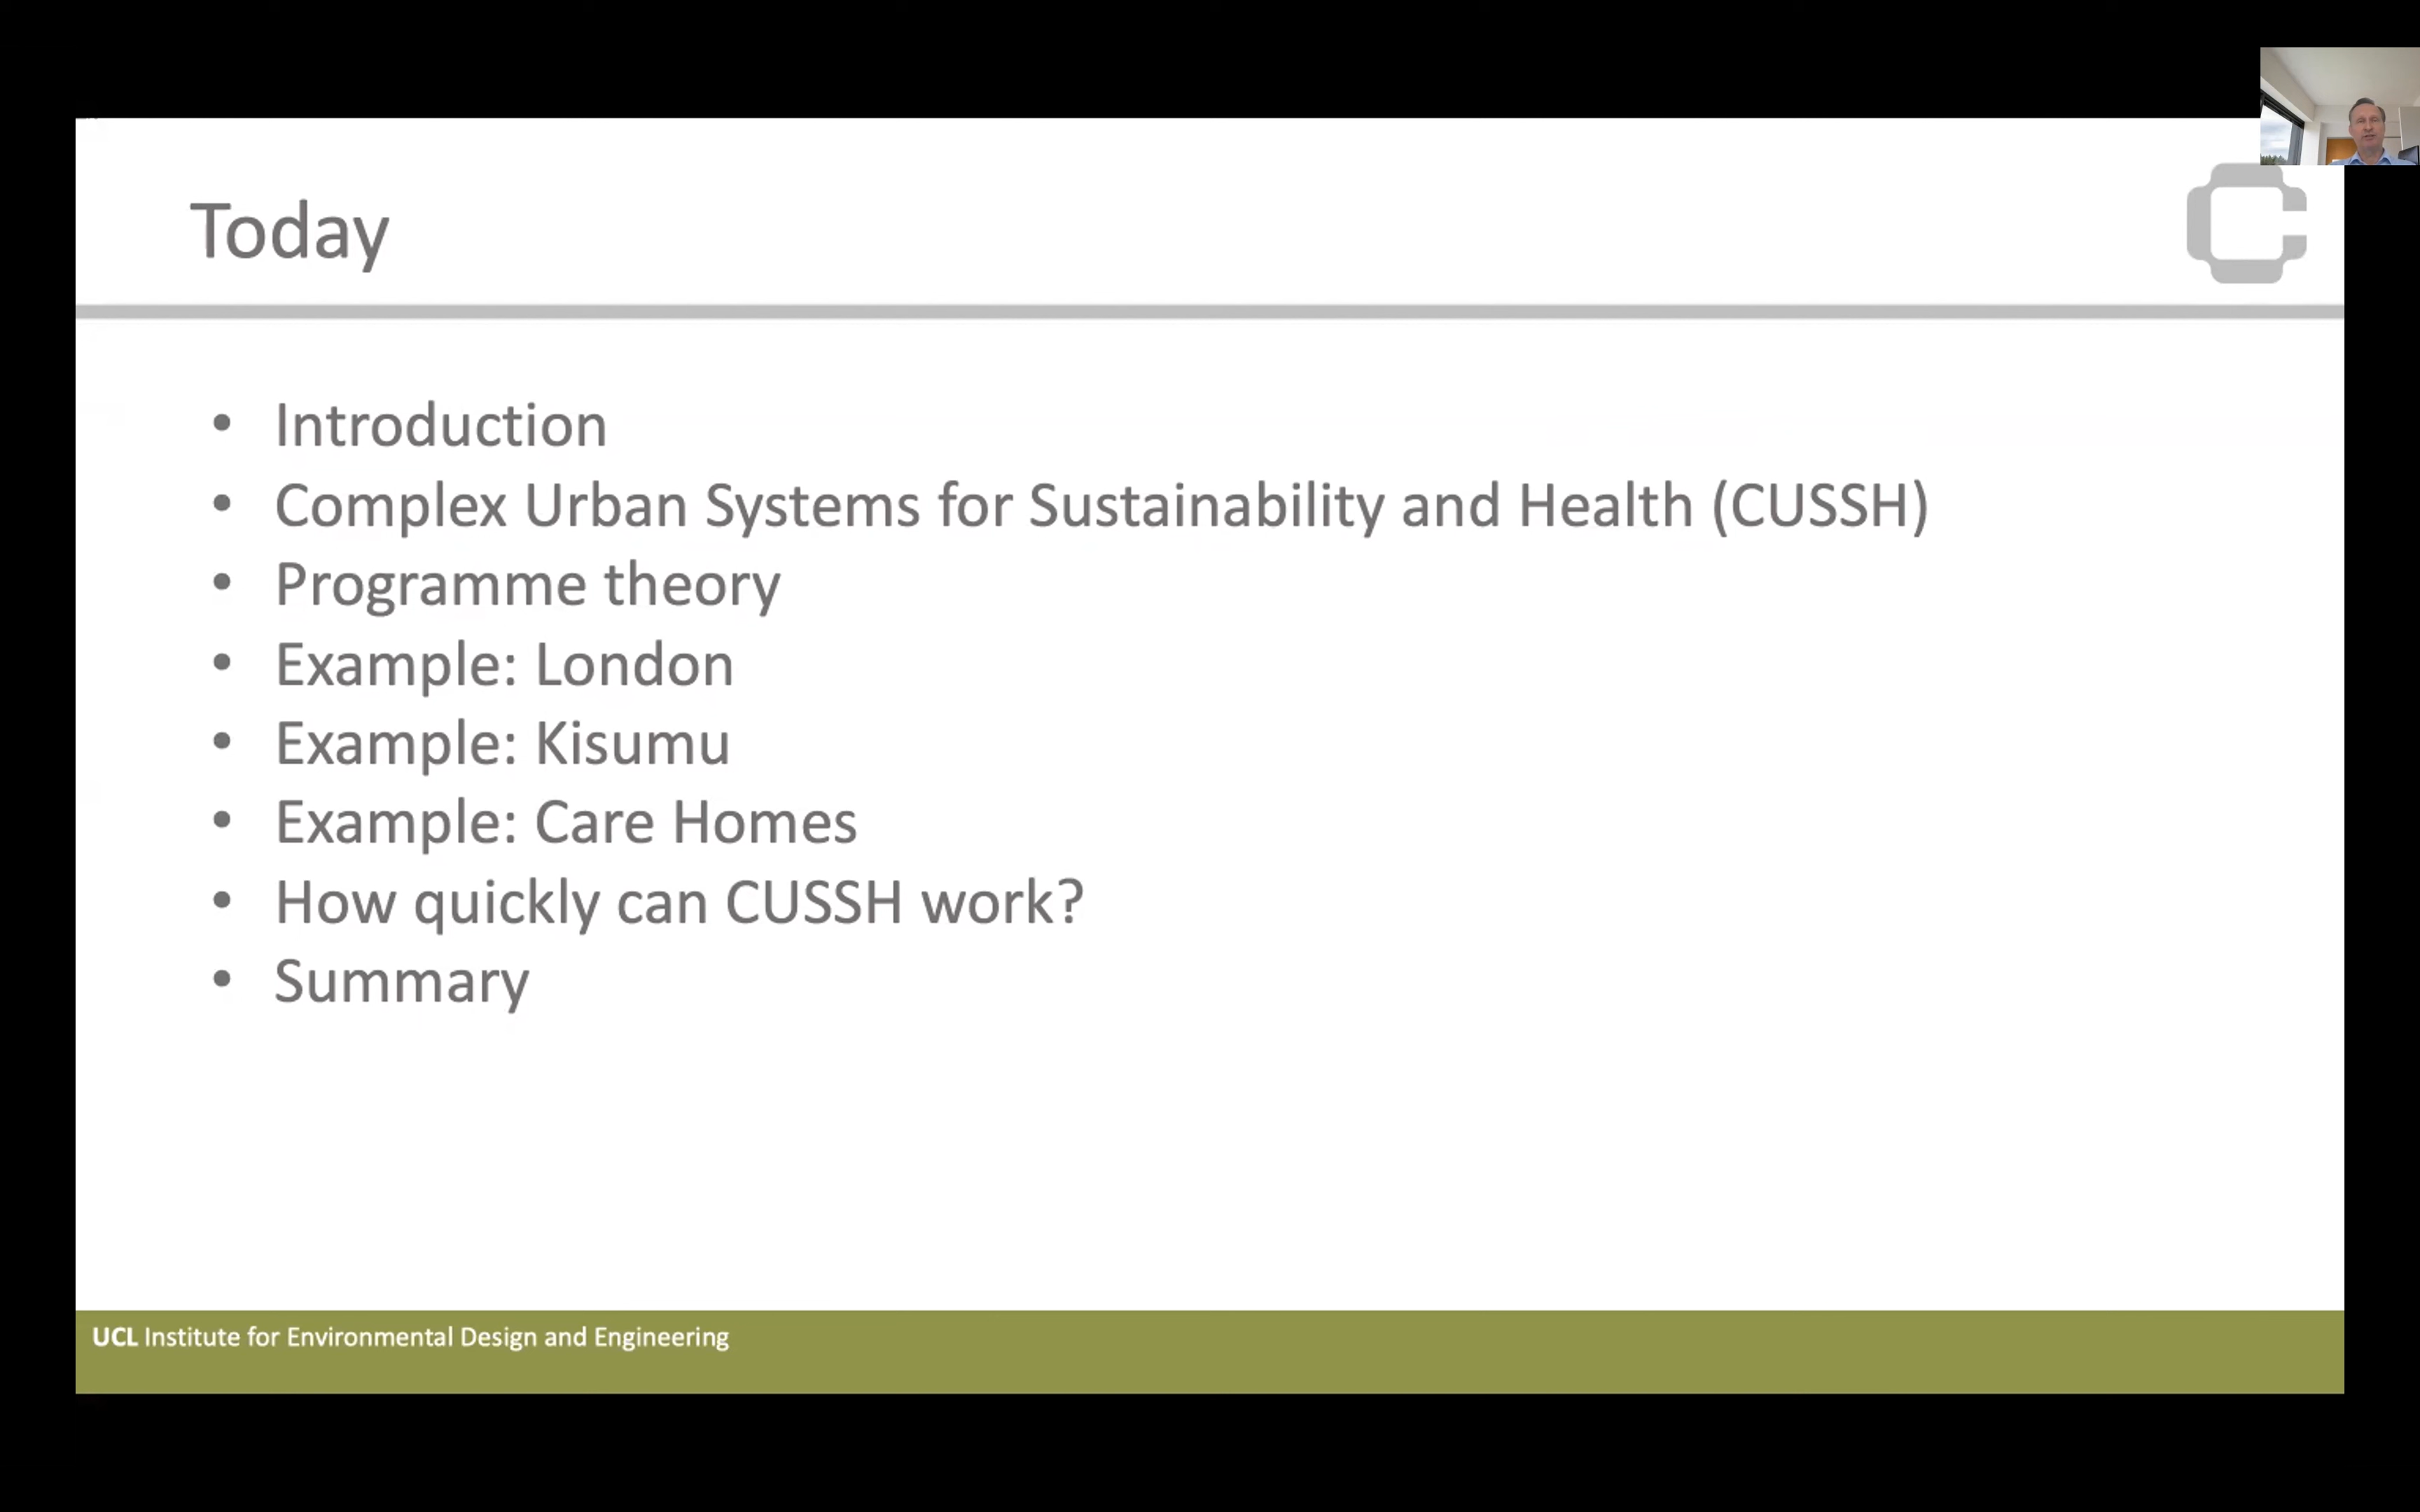 Today
• Introduction
• Complex Urban Systems for Sustainability and Health (CUSSH)
• Programme theory
• Example: London
• Example: Kisumu
• Example: Care Homes
• How quickly can CUSSH work?
• Summary
UCL Institute for Environmental Design and Engineering